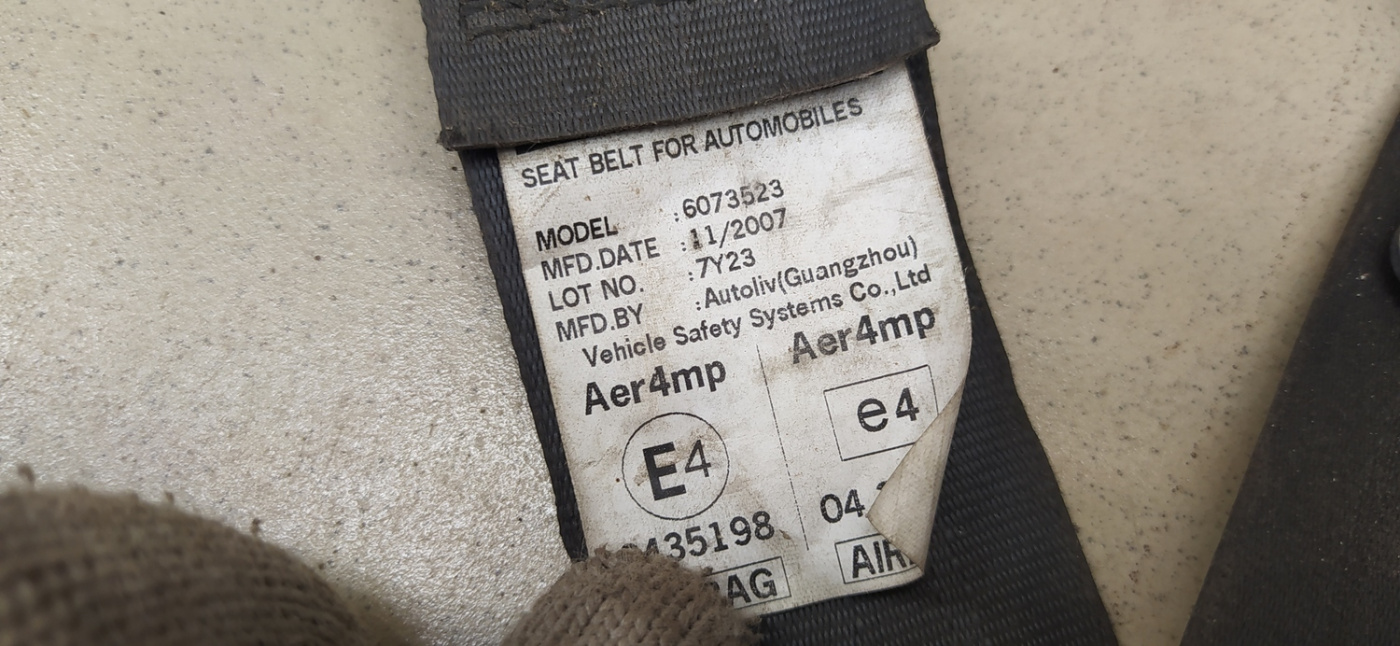 SEAT BELT FOR AUTOMOBILES
MODEL :6073523
MFD.DATE :11/2007
LOT NO. :7Y23
MFD.BY :Autoliv(Guangzhou)
Vehicle Safety Systems Co.,Ltd
Aer4mp Aer4mp
E4 e4
435198 04
AG AIR